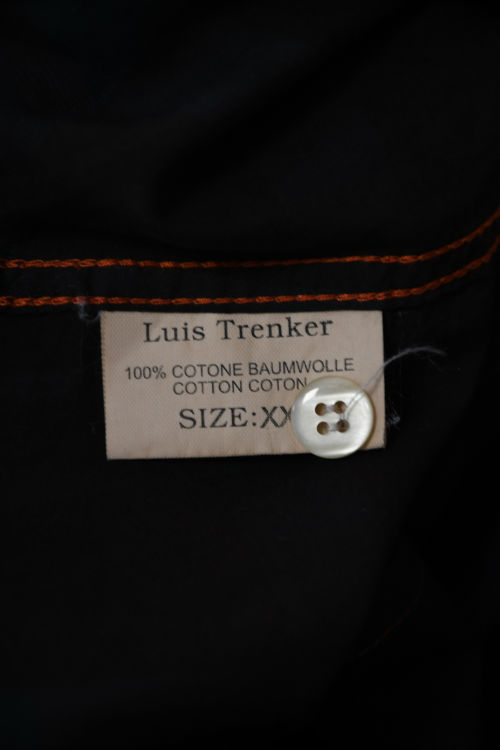 Luis Trenker
100% COTONE BAUMWOLLE
COTTON COTON
SIZE:XX